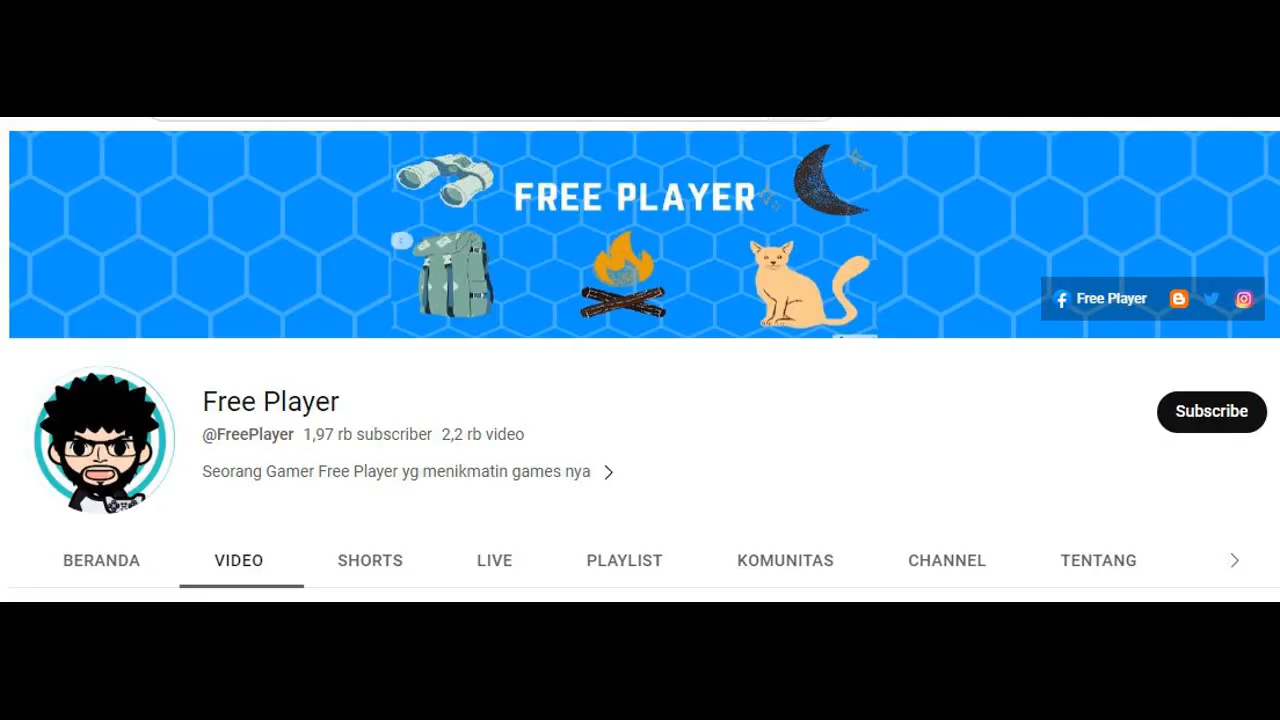 FREE PLAYER
Free Player
Free Player
@FreePlayer 1,97 rb subscriber 2,2 rb video
Subscribe
Seorang Gamer Free Player yg menikmatin games nya
BERANDA VIDEO SHORTS LIVE PLAYLIST KOMUNITAS CHANNEL TENTANG